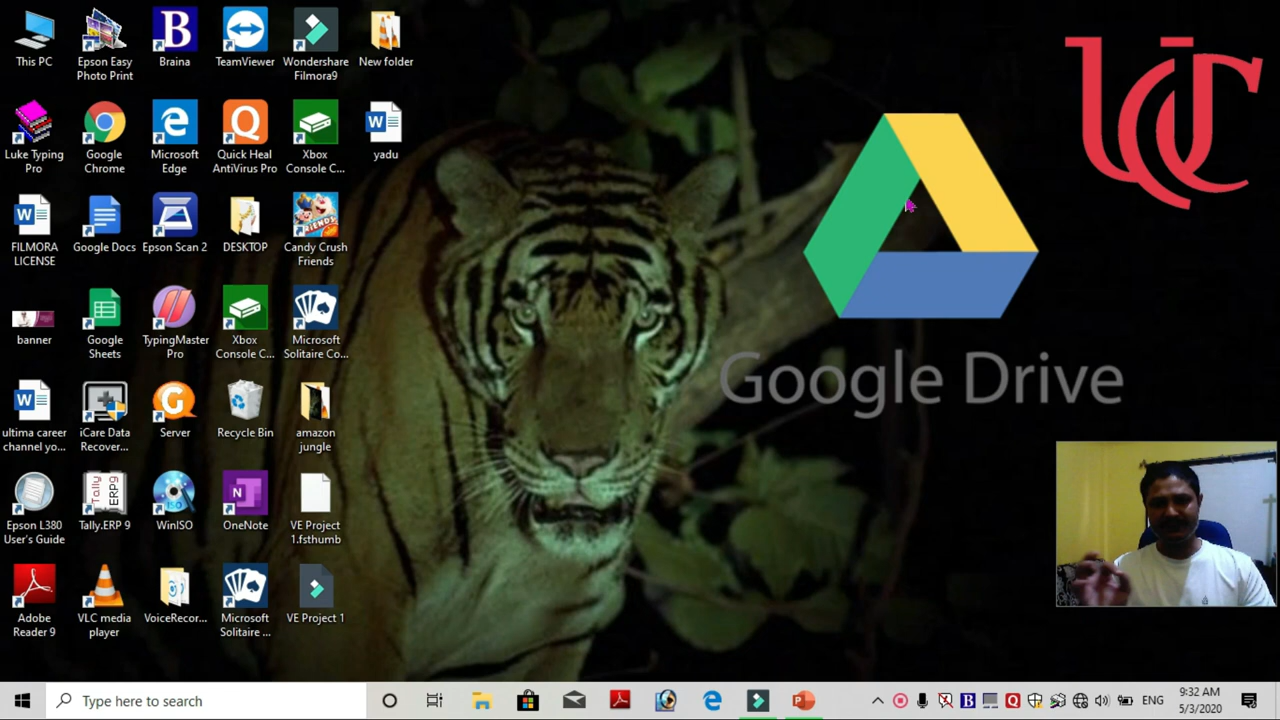 This PC
Epson Easy
Photo Print
Braina
TeamViewer
Wondershare
Filmora9
New folder
Luke Typing
Pro
Google
Chrome
Microsoft
Edge
Quick Heal
AntiVirus Pro
Xbox
Console C...
yadu
FILMORA
LICENSE
Google Docs
Epson Scan 2
DESKTOP
Candy Crush
Friends
banner
Google
Sheets
TypingMaster
Pro
Xbox
Console C...
Microsoft
Solitaire Co...
ultima career
channel yo...
iCare Data
Recover...
Server
Recycle Bin
amazon
jungle
Epson L380
User's Guide
Tally.ERP 9
WinISO
OneNote
VE Project
1.fsthumb
Adobe
Reader 9
VLC media
player
VoiceRecor...
Microsoft
Solitaire ...
VE Project 1
UCC
Google Drive
Type here to search
ENG
9:32 AM
5/3/2020